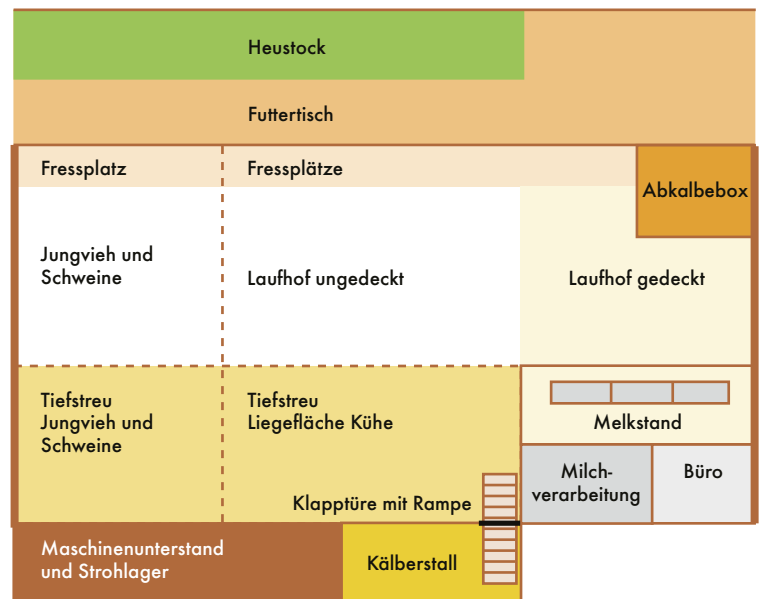 Heustock
Futtertisch
Fressplatz
Fressplätze
Abkalbebox
Jungvieh und
Schweine
Laufhof ungedeckt
Laufhof gedeckt
Tiefstreu
Jungvieh und
Schweine
Tiefstreu
Liegefläche Kühe
Melkstand
Milch-
verarbeitung
Büro
Klapptüre mit Rampe
Maschinenunterstand
und Strohlager
Kälberstall